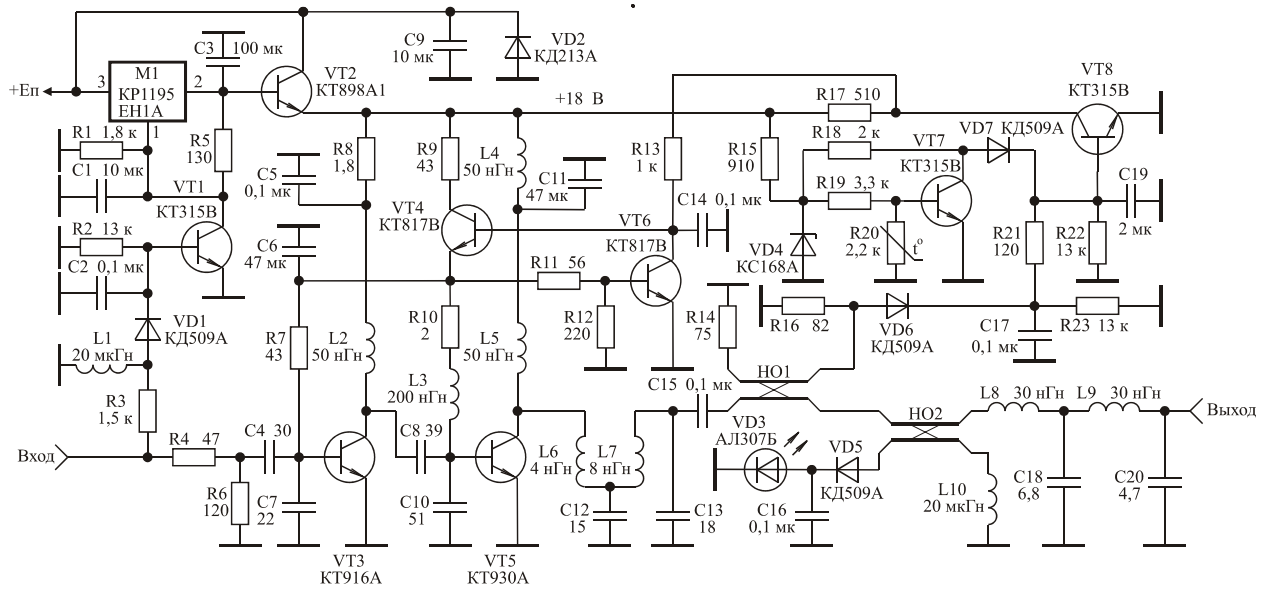 C3 100 мк
C9
10 мк
VD2
КД213А
+Еп
3
М1
КР1195
ЕН1А
2
1
VT2
КТ898А1
+18 В
R17 510
VT8
КТ315В
R1 1,8 к
C1 10 мк
R5
130
R8
1,8
R9
43
L4
50 нГн
C5
0,1 мк
C11
47 мк
R13
1 к
R15
910
R18 2 к
VT7
КТ315В
VD7 КД509А
VT1
КТ315В
R2 13 к
C2 0,1 мк
C6
47 мк
VT4
КТ817В
VT6
КТ817В
C14 0,1 мк
R19 3,3 к
R20
2,2 к
t°
VD4
КС168А
R21
120
R22
13 к
C19
2 мк
R11 56
VD1
КД509А
L1
20 мкГн
R7
43
L2
50 нГн
R10
2
L5
50 нГн
R12
220
R14
75
R16 82
VD6
КД509А
C17
0,1 мк
R23 13 к
R3
1,5 к
L3
200 нГн
C15 0,1 мк
НО1
НО2
L8 30 нГн
L9 30 нГн
Выход
Вход
R4 47
C4 30
C8 39
L6
4 нГн
L7
8 нГн
VD3
АЛ307Б
VD5
КД509А
R6
120
C7
22
C10
51
C12
15
C13
18
C16
0,1 мк
L10
20 мкГн
C18
6,8
C20
4,7
VT3
КТ916А
VT5
КТ930А